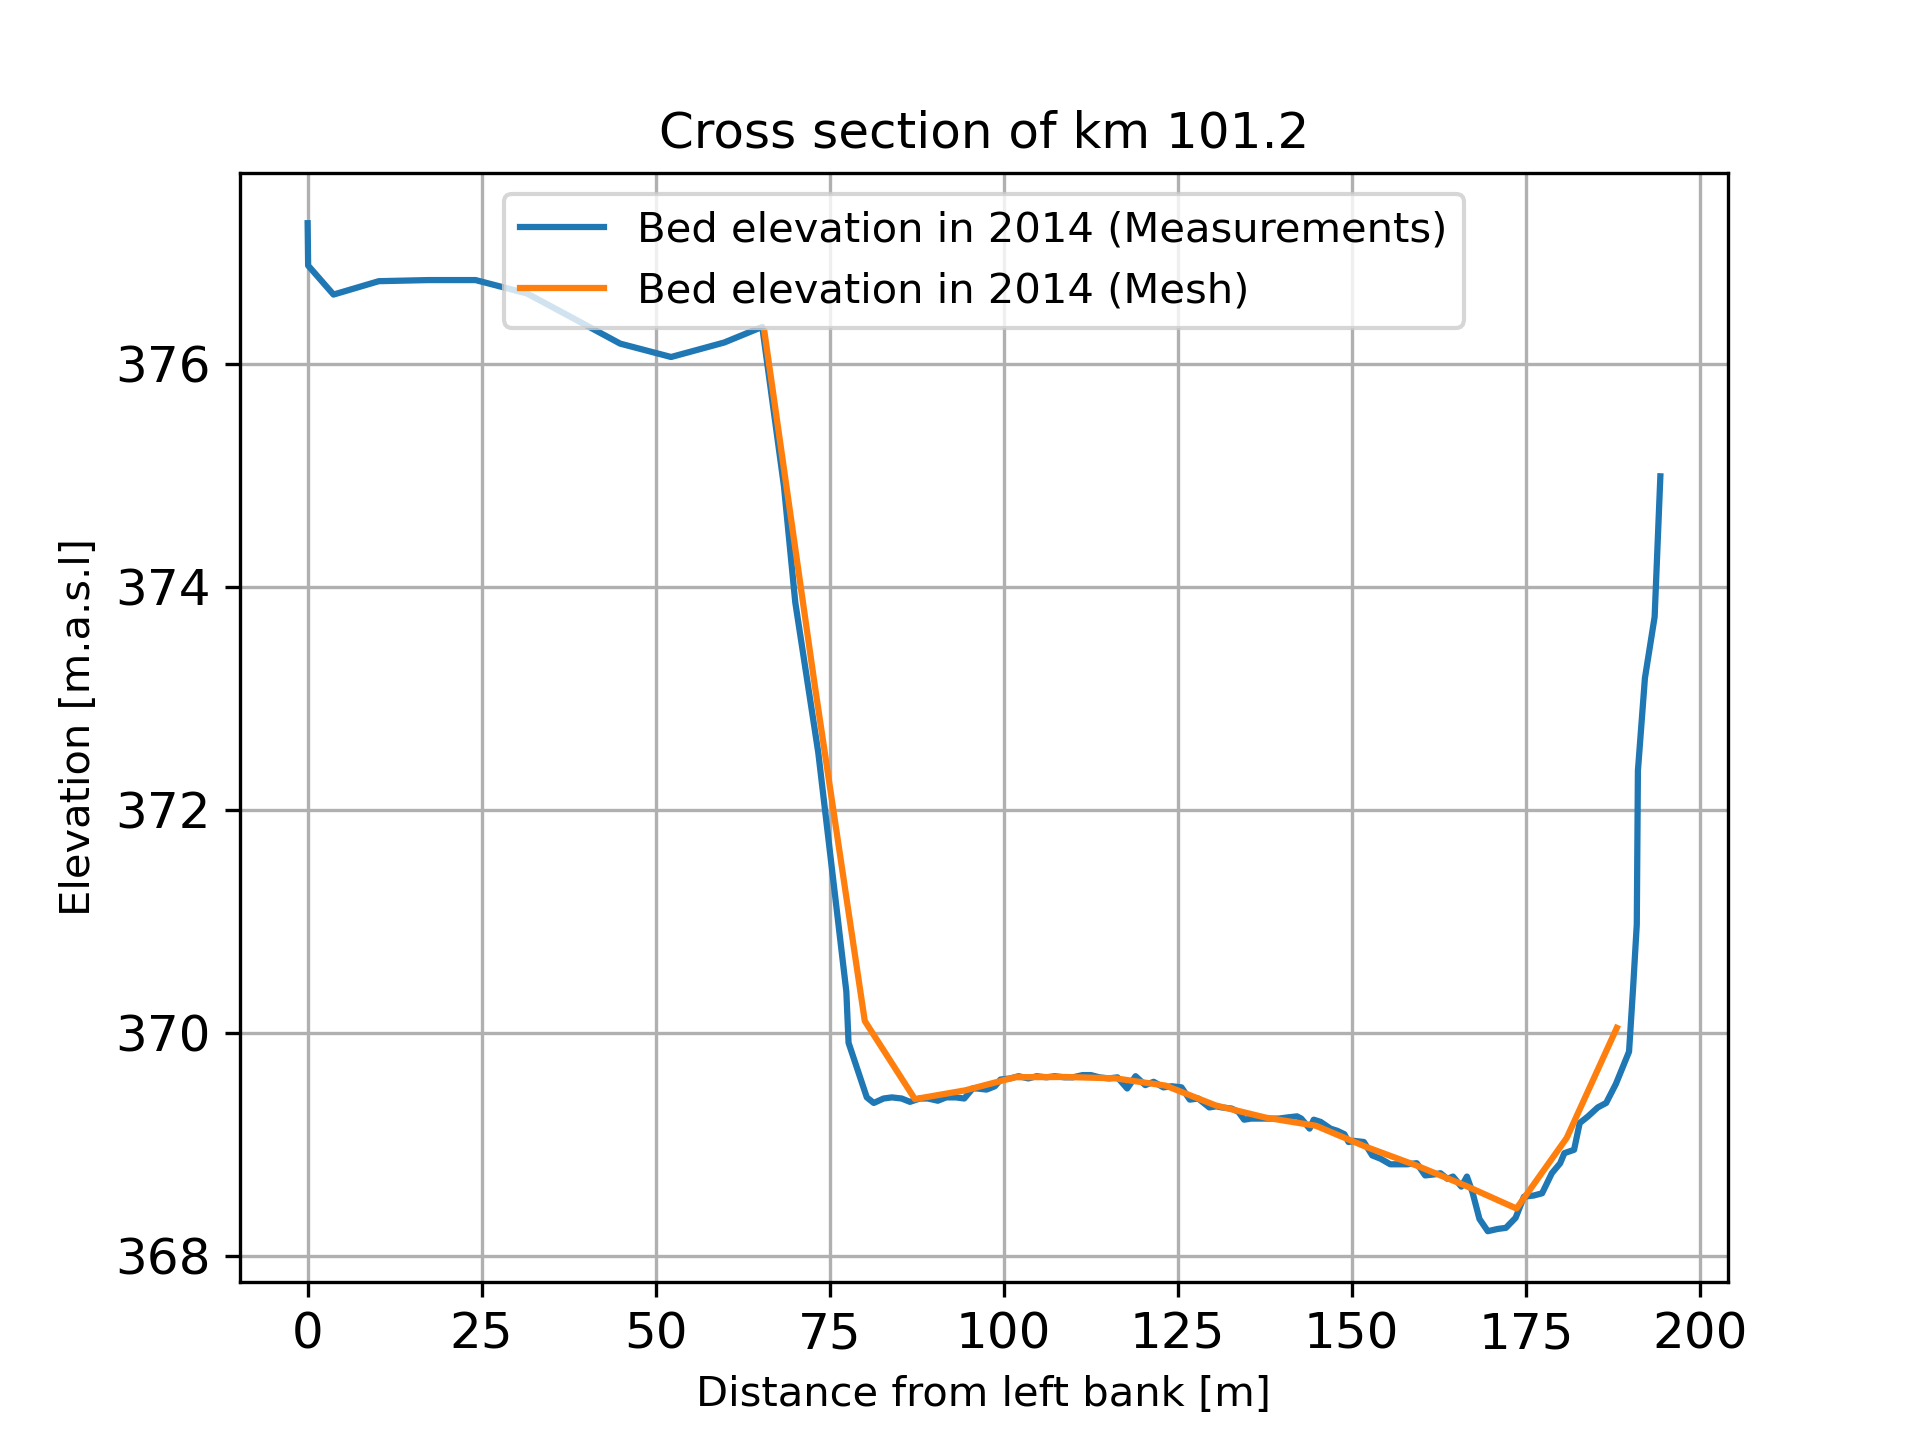 Cross section of km 101.2
Bed elevation in 2014 (Measurements)
Bed elevation in 2014 (Mesh)
Elevation [m.a.s.l]
376
374
372
370
368
0 25 50 75 100 125 150 175 200
Distance from left bank [m]